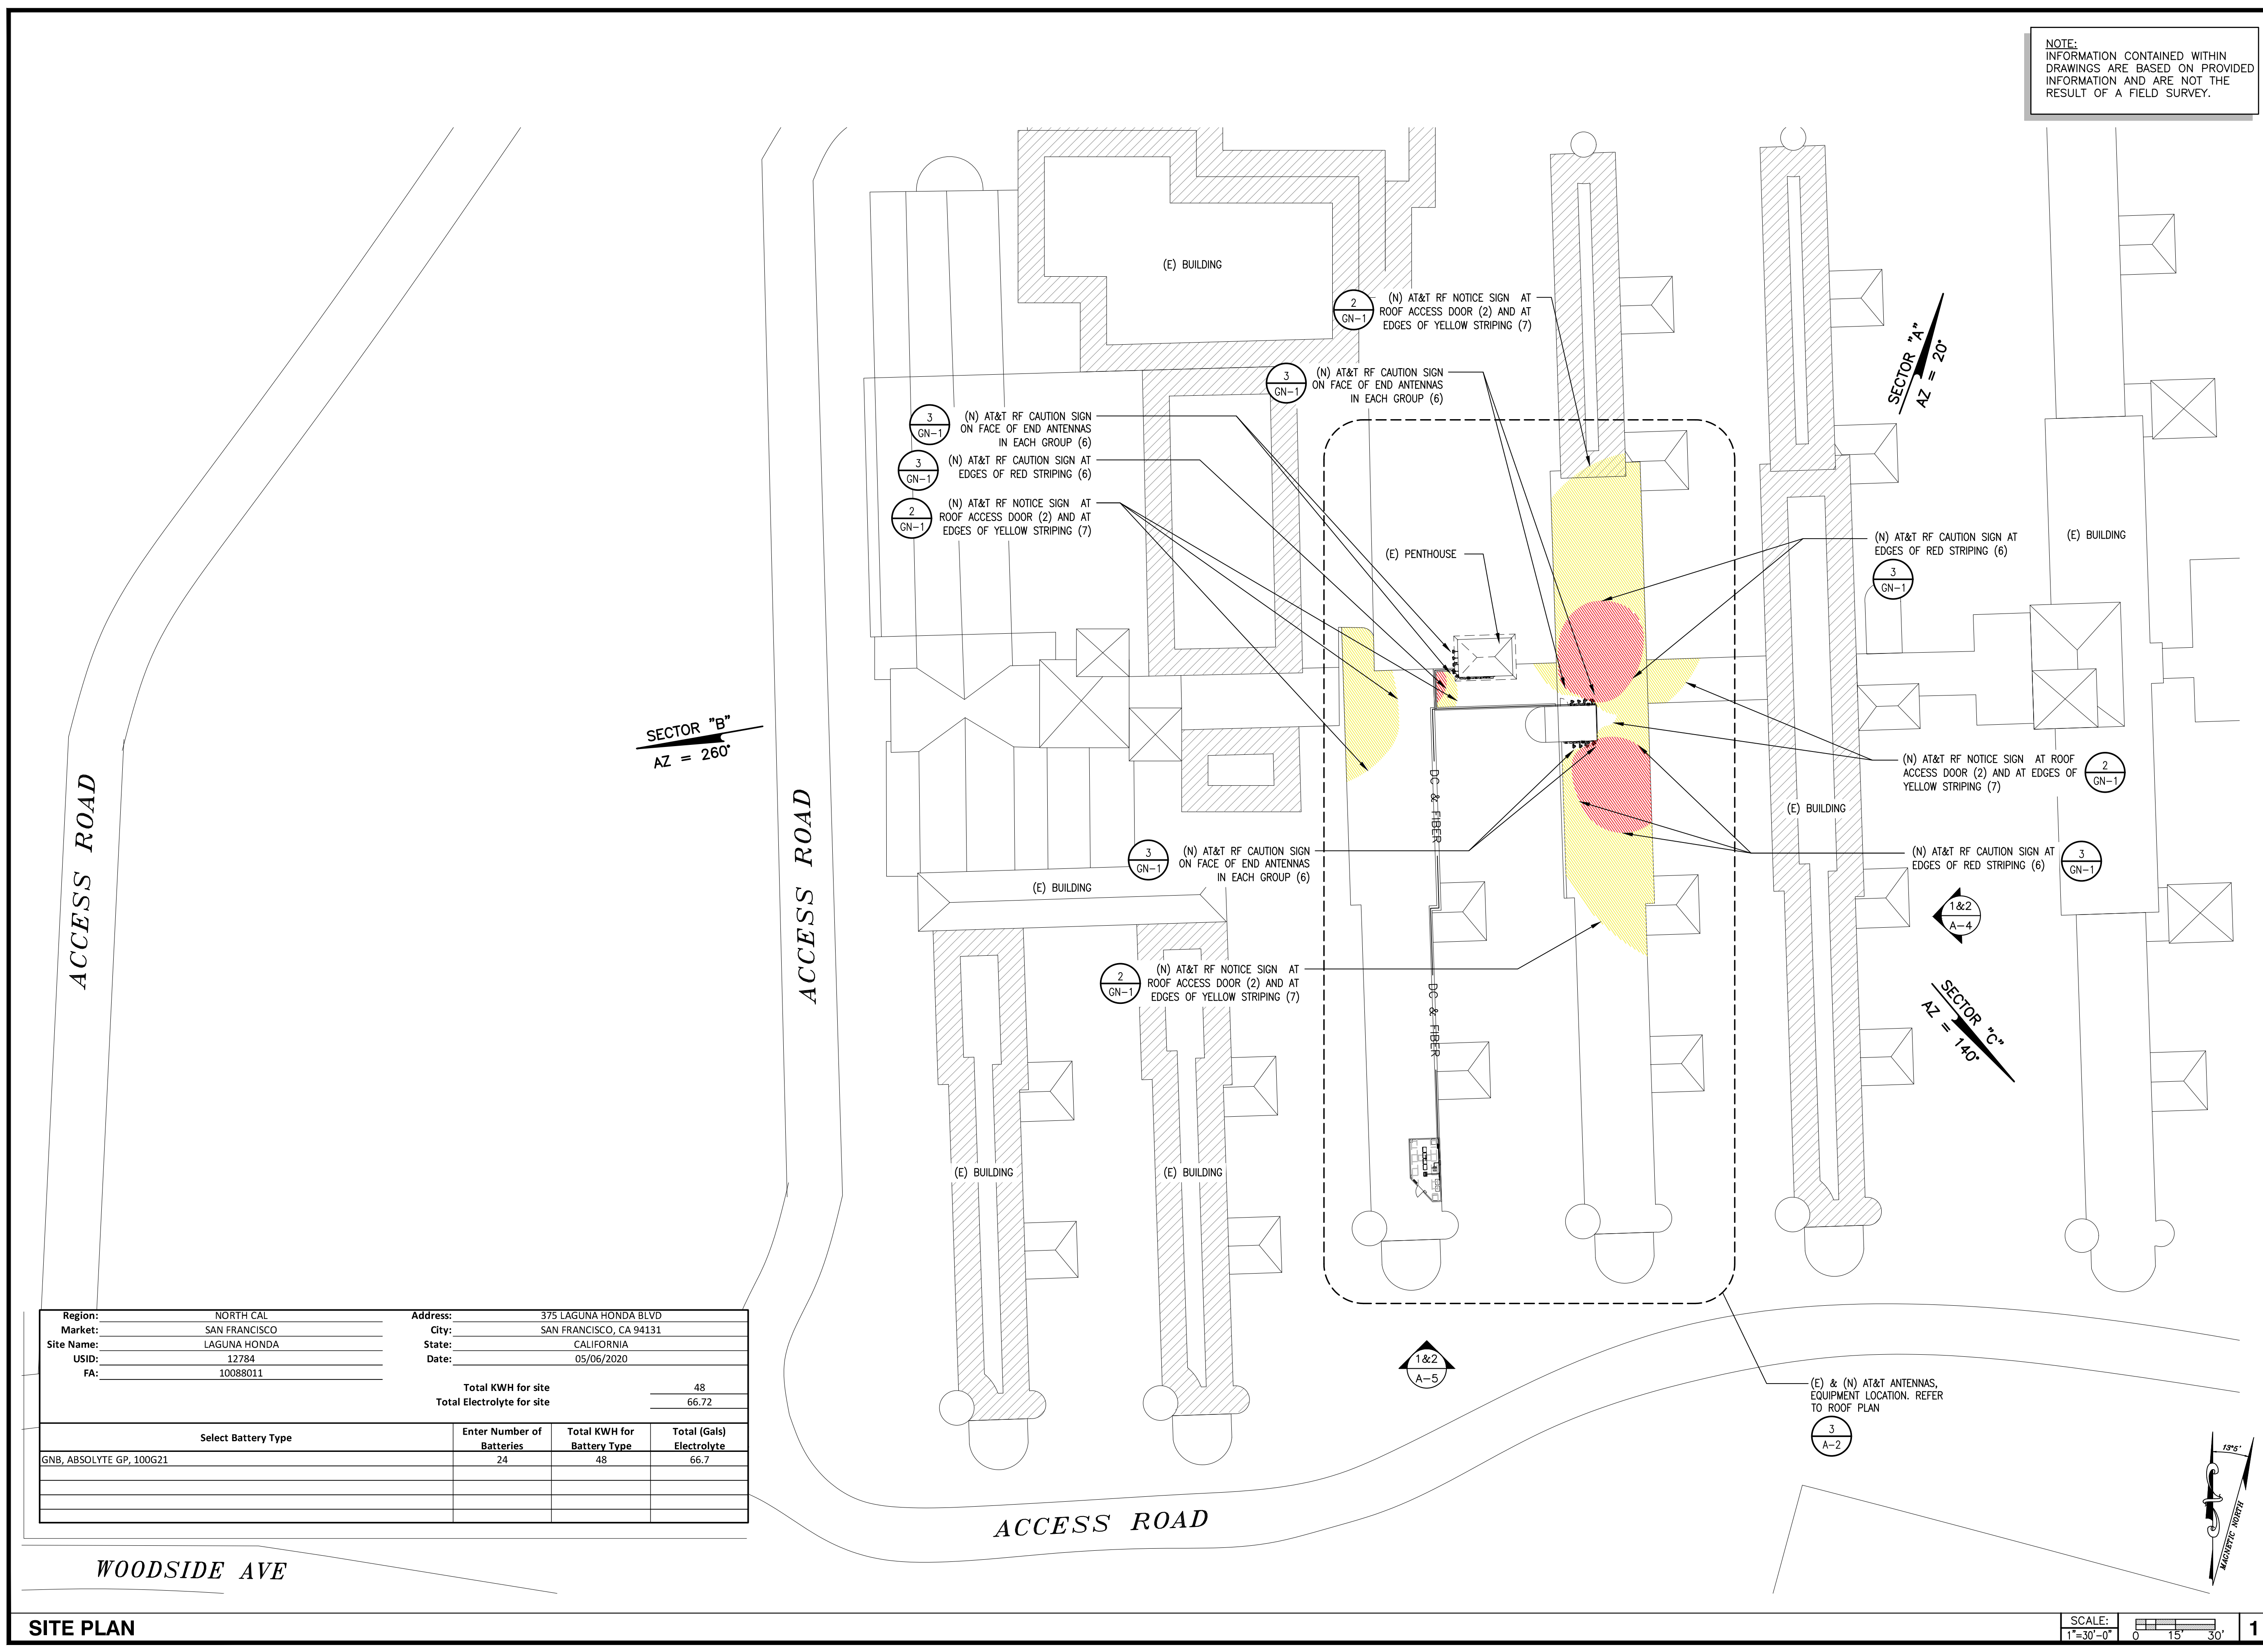 NOTE:
INFORMATION CONTAINED WITHIN
DRAWINGS ARE BASED ON PROVIDED
INFORMATION AND ARE NOT THE
RESULT OF A FIELD SURVEY.
(E) BUILDING
2
GN-1
(N) AT&T RF NOTICE SIGN AT
ROOF ACCESS DOOR (2) AND AT
EDGES OF YELLOW STRIPING (7)
SECTOR "A"
AZ = 20°
3
GN-1
(N) AT&T RF CAUTION SIGN
ON FACE OF END ANTENNAS
IN EACH GROUP (6)
3
GN-1
(N) AT&T RF CAUTION SIGN
ON FACE OF END ANTENNAS
IN EACH GROUP (6)
3
GN-1
(N) AT&T RF CAUTION SIGN AT
EDGES OF RED STRIPING (6)
2
GN-1
(N) AT&T RF NOTICE SIGN AT
ROOF ACCESS DOOR (2) AND AT
EDGES OF YELLOW STRIPING (7)
(E) PENTHOUSE
(N) AT&T RF CAUTION SIGN AT
EDGES OF RED STRIPING (6)
3
GN-1
(E) BUILDING
SECTOR "B"
AZ = 260°
(N) AT&T RF NOTICE SIGN AT ROOF
ACCESS DOOR (2) AND AT EDGES OF
YELLOW STRIPING (7)
2
GN-1
(E) BUILDING
DC & FIBER
ACCESS ROAD
ACCESS ROAD
3
GN-1
(N) AT&T RF CAUTION SIGN
ON FACE OF END ANTENNAS
IN EACH GROUP (6)
(N) AT&T RF CAUTION SIGN AT
EDGES OF RED STRIPING (6)
3
GN-1
(E) BUILDING
1&2
A-4
2
GN-1
(N) AT&T RF NOTICE SIGN AT
ROOF ACCESS DOOR (2) AND AT
EDGES OF YELLOW STRIPING (7)
DC & FIBER
SECTOR "C"
AZ = 140°
(E) BUILDING
(E) BUILDING
1&2
A-5
(E) & (N) AT&T ANTENNAS,
EQUIPMENT LOCATION. REFER
TO ROOF PLAN
3
A-2
Region: NORTH CAL Address: 375 LAGUNA HONDA BLVD
Market: SAN FRANCISCO City: SAN FRANCISCO, CA 94131
Site Name: LAGUNA HONDA State: CALIFORNIA
USID: 12784 Date: 05/06/2020
FA: 10088011
Total KWH for site 48
Total Electrolyte for site 66.72
Select Battery Type Enter Number of Batteries Total KWH for Battery Type Total (Gals) Electrolyte
GNB, ABSOLYTE GP, 100G21 24 48 66.7
13°5'
MAGNETIC NORTH
ACCESS ROAD
WOODSIDE AVE
SITE PLAN
SCALE:
1"=30'-0"
0 15' 30'
1